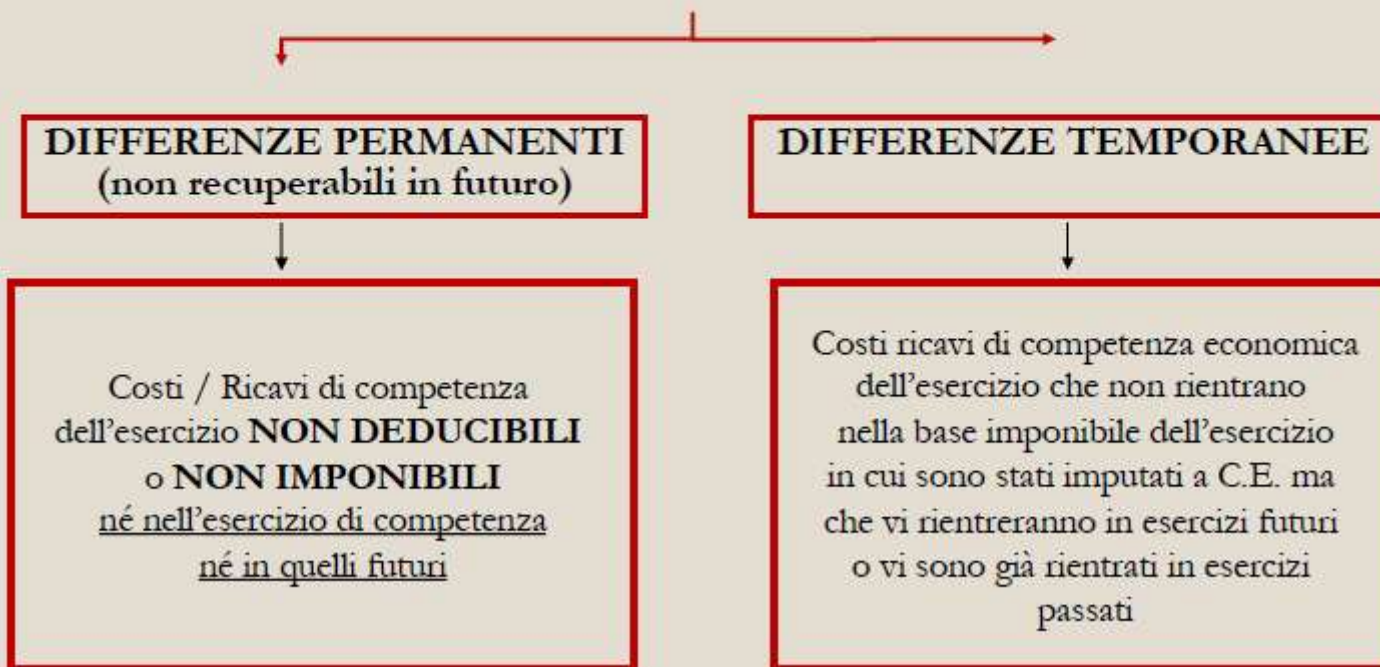 DIFFERENZE PERMANENTI
(non recuperabili in futuro)
DIFFERENZE TEMPORANEE
Costi / Ricavi di competenza
dell'esercizio NON DEDUCIBILI
o NON IMPONIBILI
né nell'esercizio di competenza
né in quelli futuri
Costi ricavi di competenza economica
dell'esercizio che non rientrano
nella base imponibile dell'esercizio
in cui sono stati imputati a C.E. ma
che vi rientreranno in esercizi futuri
o vi sono già rientrati in esercizi
passati